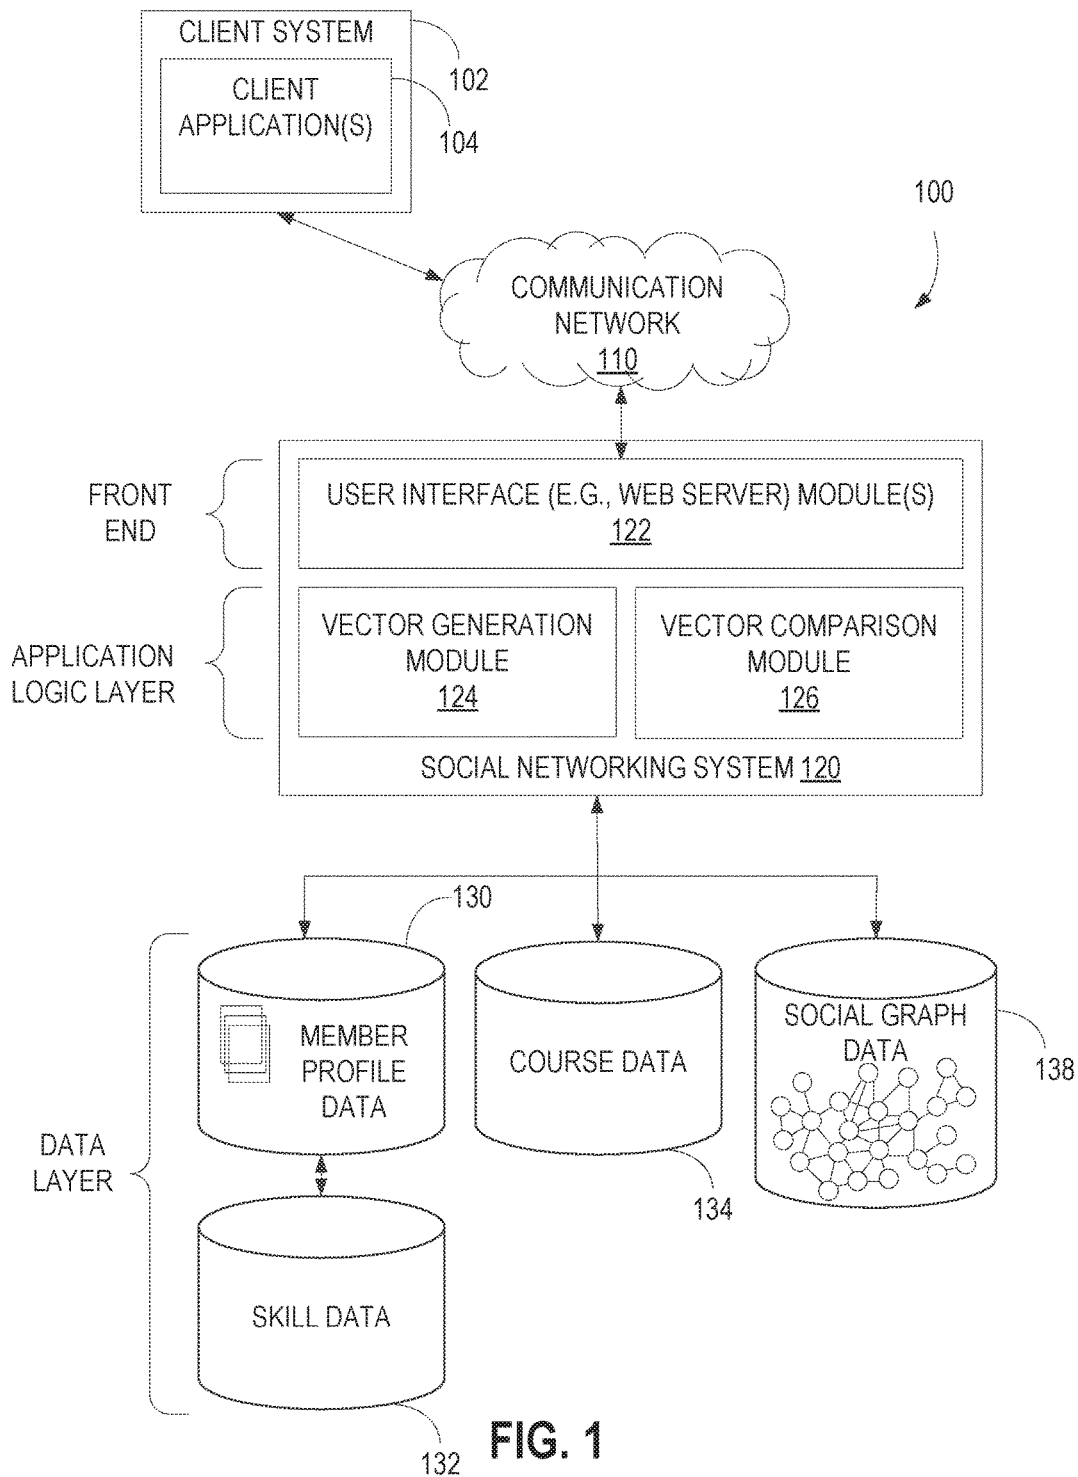 CLIENT SYSTEM
102
CLIENT
APPLICATION(S)
104
100
COMMUNICATION
NETWORK
110
FRONT
END
USER INTERFACE (E.G., WEB SERVER) MODULE(S)
122
APPLICATION
LOGIC LAYER
VECTOR GENERATION
MODULE
124
VECTOR COMPARISON
MODULE
126
SOCIAL NETWORKING SYSTEM 120
130
MEMBER
PROFILE
DATA
COURSE DATA
134
SOCIAL GRAPH
DATA
138
DATA
LAYER
SKILL DATA
132
FIG. 1